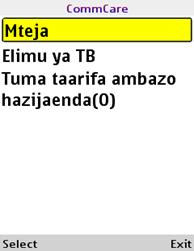 CommCare
Mteja
Elimu ya TB
Tuma taarifa ambazo
hazijaenda(0)
Select Exit